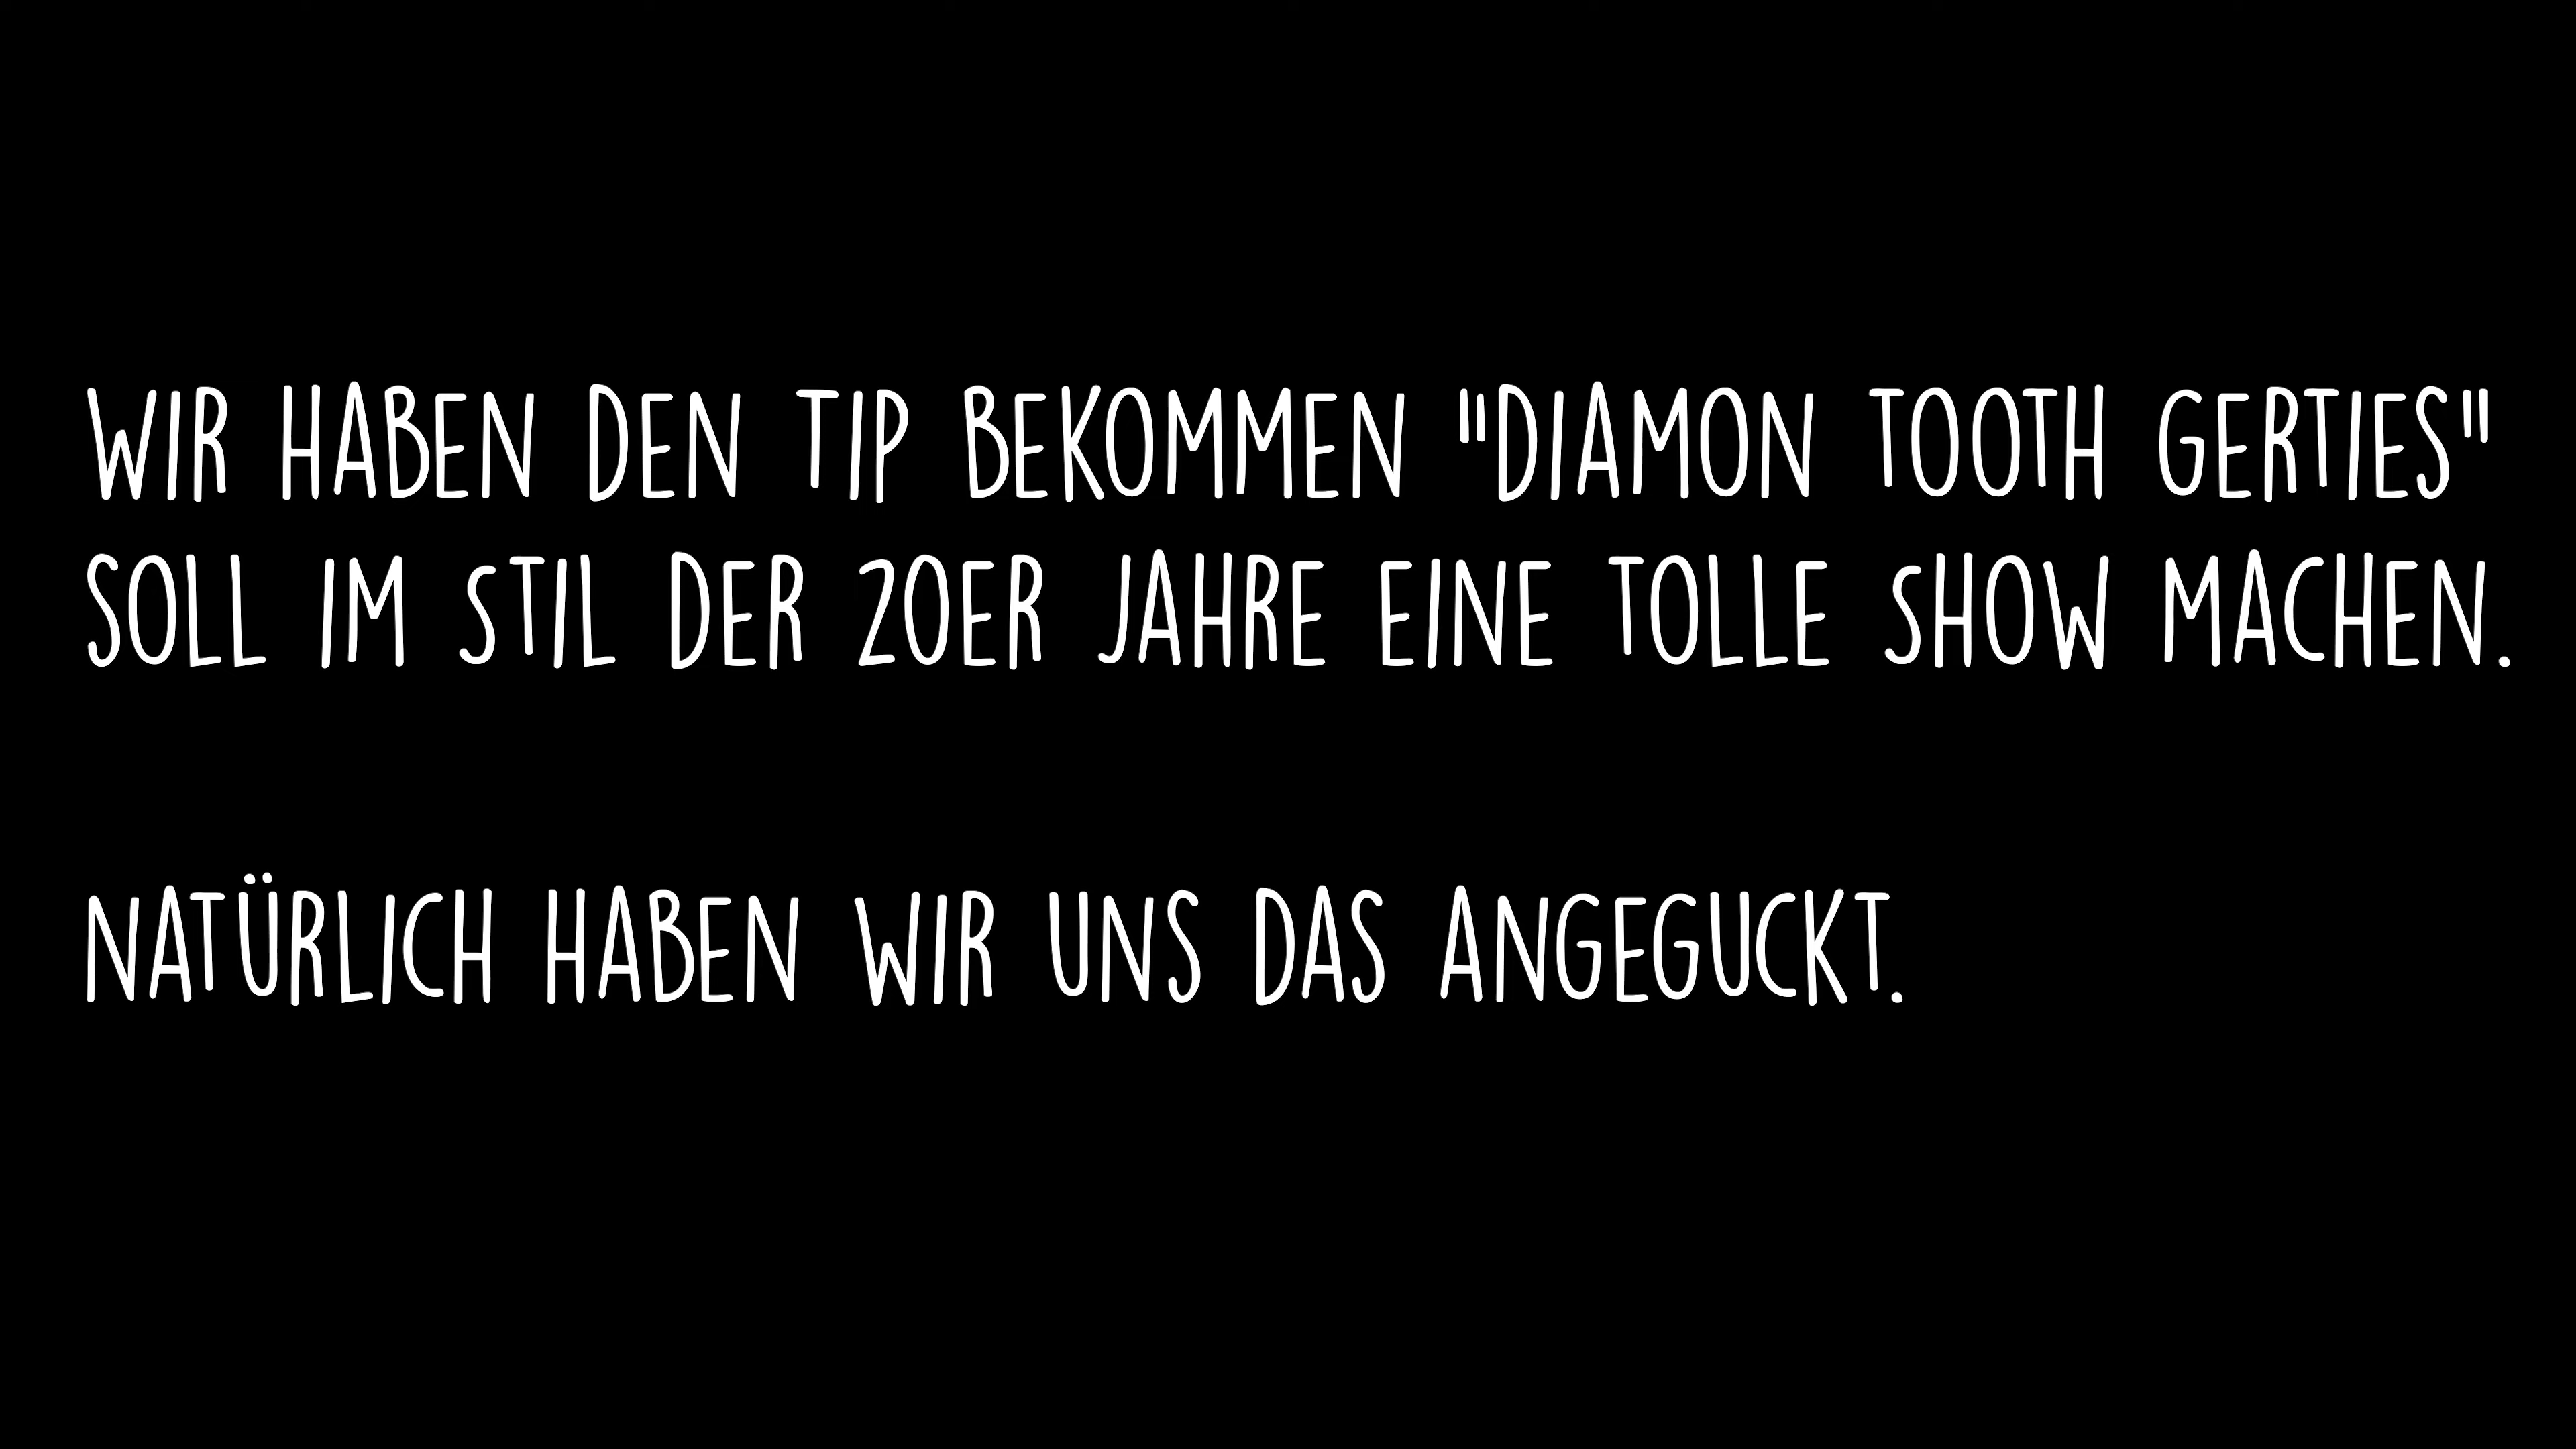 WIR HABEN DEN TIP BEKOMMEN "DIAMON TOOTH GERTIES"
SOLL IM STIL DER 20ER JAHRE EINE TOLLE SHOW MACHEN.
NATÜRLICH HABEN WIR UNS DAS ANGEGUCKT.